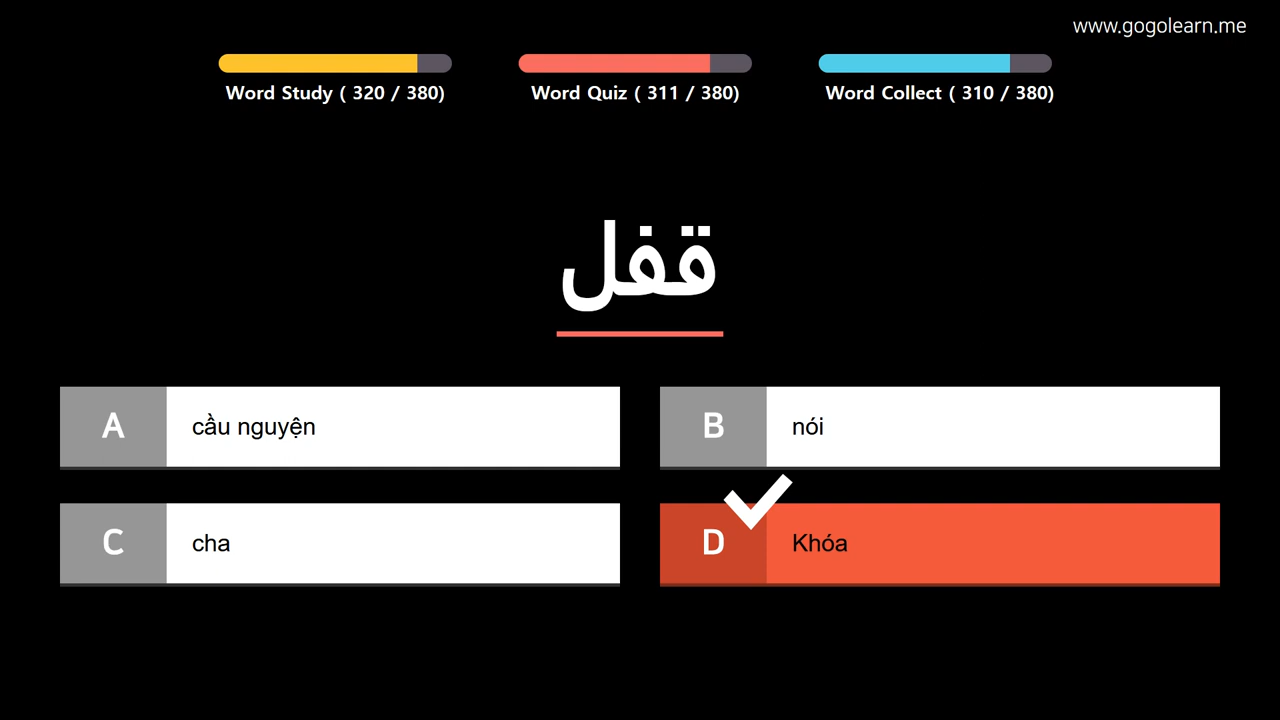 www.gogolearn.me
Word Study ( 320 / 380)
Word Quiz ( 311 / 380)
Word Collect ( 310 / 380)
قفل
A
cầu nguyện
B
nói
C
cha
D
Khóa